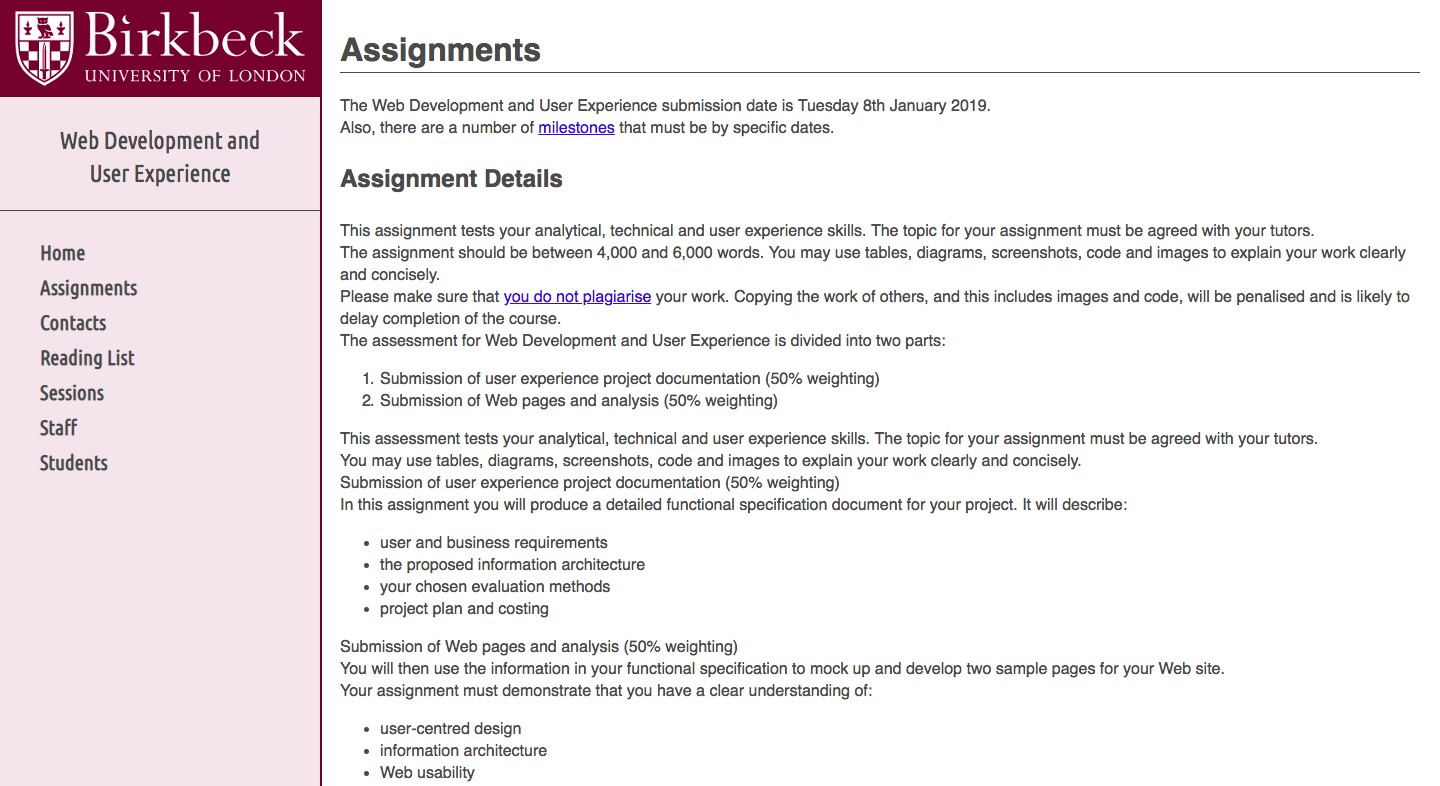 Birkbeck
UNIVERSITY OF LONDON
Web Development and
User Experience
Home
Assignments
Contacts
Reading List
Sessions
Staff
Students
Assignments
The Web Development and User Experience submission date is Tuesday 8th January 2019.
Also, there are a number of milestones that must be by specific dates.
Assignment Details
This assignment tests your analytical, technical and user experience skills. The topic for your assignment must be agreed with your tutors.
The assignment should be between 4,000 and 6,000 words. You may use tables, diagrams, screenshots, code and images to explain your work clearly
and concisely.
Please make sure that you do not plagiarise your work. Copying the work of others, and this includes images and code, will be penalised and is likely to
delay completion of the course.
The assessment for Web Development and User Experience is divided into two parts:
1. Submission of user experience project documentation (50% weighting)
2. Submission of Web pages and analysis (50% weighting)
This assessment tests your analytical, technical and user experience skills. The topic for your assignment must be agreed with your tutors.
You may use tables, diagrams, screenshots, code and images to explain your work clearly and concisely.
Submission of user experience project documentation (50% weighting)
In this assignment you will produce a detailed functional specification document for your project. It will describe:
• user and business requirements
• the proposed information architecture
• your chosen evaluation methods
• project plan and costing
Submission of Web pages and analysis (50% weighting)
You will then use the information in your functional specification to mock up and develop two sample pages for your Web site.
Your assignment must demonstrate that you have a clear understanding of:
• user-centred design
• information architecture
• Web usability